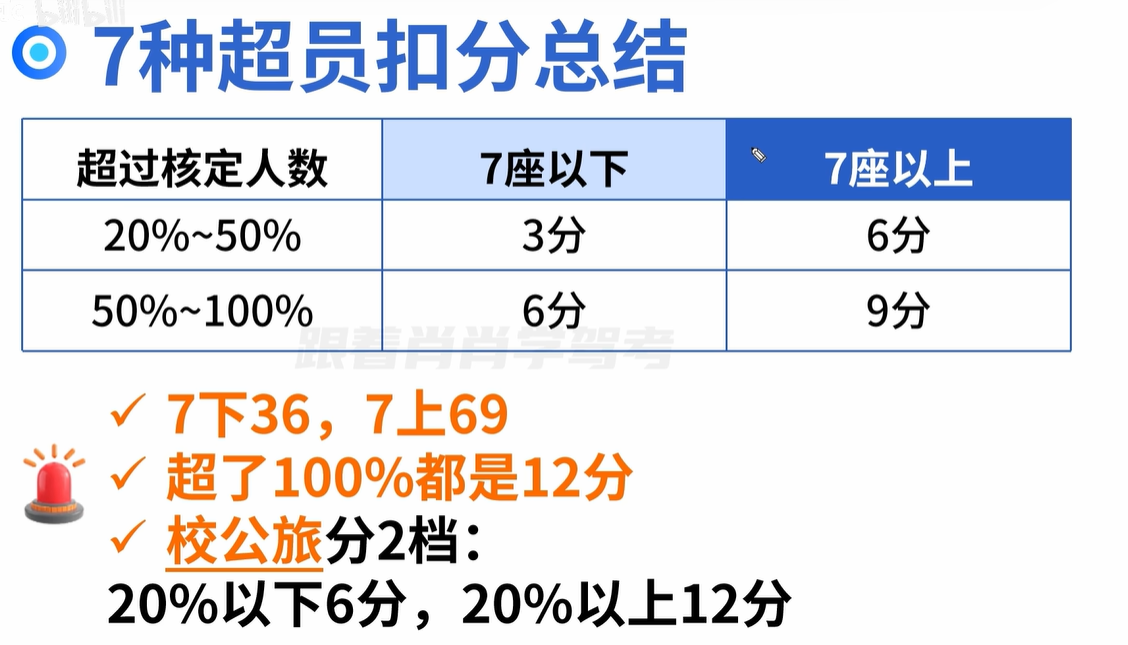 bilibili
7种超员扣分总结
超过核定人数 7座以下 7座以上
20%~50% 3分 6分
50%~100% 6分 9分
跟着肖肖学驾考
✓ 7下36，7上69
✓ 超了100%都是12分
✓ 校公旅分2档：
20%以下6分，20%以上12分